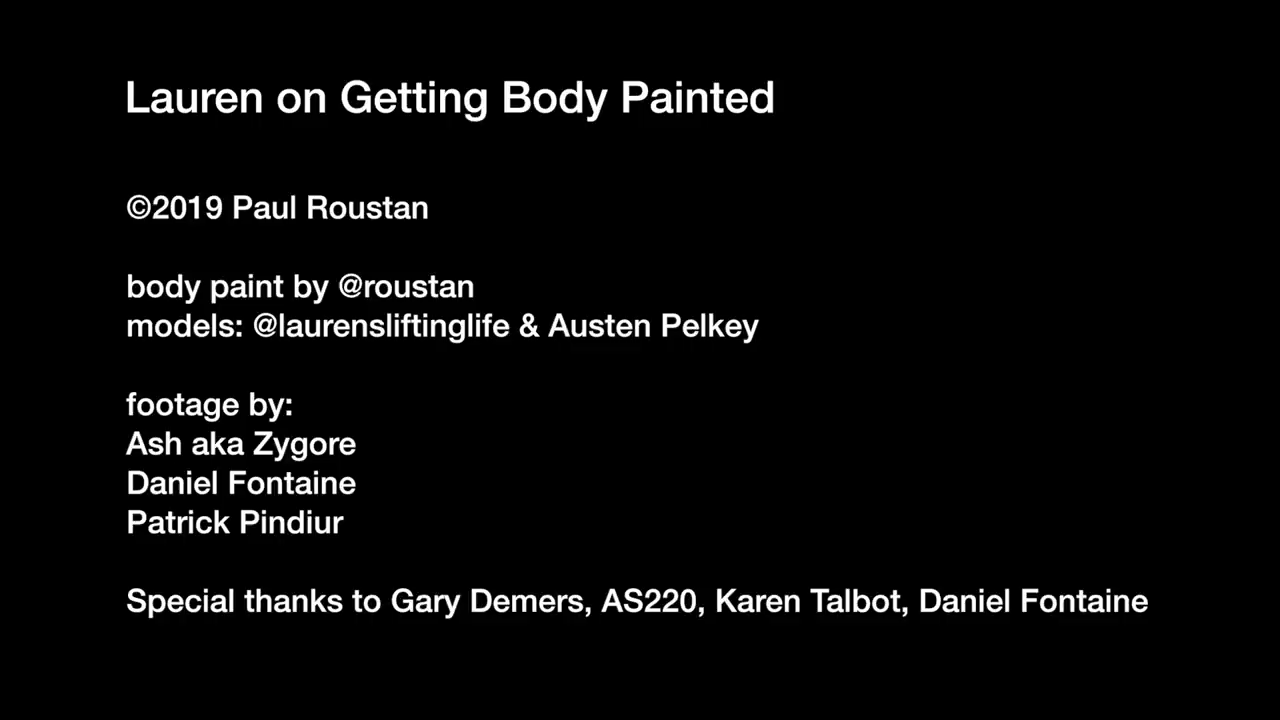 Lauren on Getting Body Painted
©2019 Paul Roustan
body paint by @roustan
models: @laurensliftinglife & Austen Pelkey
footage by:
Ash aka Zygore
Daniel Fontaine
Patrick Pindiur
Special thanks to Gary Demers, AS220, Karen Talbot, Daniel Fontaine